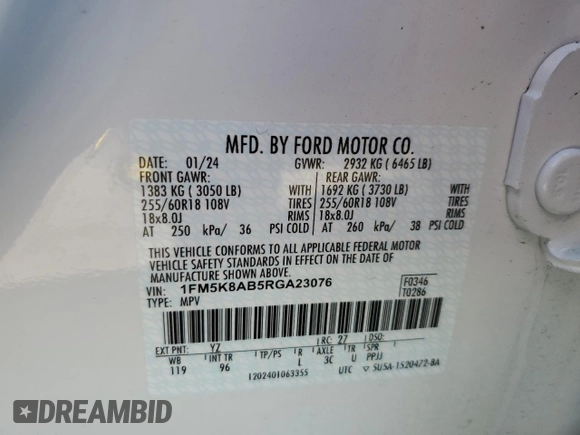 MFD. BY FORD MOTOR CO.
DATE: 01/24 GVWR: 2932 KG ( 6465 LB)
FRONT GAWR: REAR GAWR:
1383 KG ( 3050 LB) WITH 1692 KG ( 3730 LB) WITH
255/60R18 108V TIRES 255/60R18 108V TIRES
18x8.0J RIMS 18x8.0J RIMS
AT 250 kPa/ 36 PSI COLD AT 260 kPa/ 38 PSI COLD
THIS VEHICLE CONFORMS TO ALL APPLICABLE FEDERAL MOTOR
VEHICLE SAFETY STANDARDS IN EFFECT ON THE DATE OF
MANUFACTURE SHOWN ABOVE.
VIN: 1FM5K8AB5RGA23076 F0346
TYPE: MPV T0286
EXT PNT: YZ RC: 27 DSO:
WB INT TR TP/PS R AXLE TR SPR
119 96 L 3C U PPJJ
1202401063355 UTC ▽ 5U5A-1520472-BA
DREAMBID
DREAMBID.COM